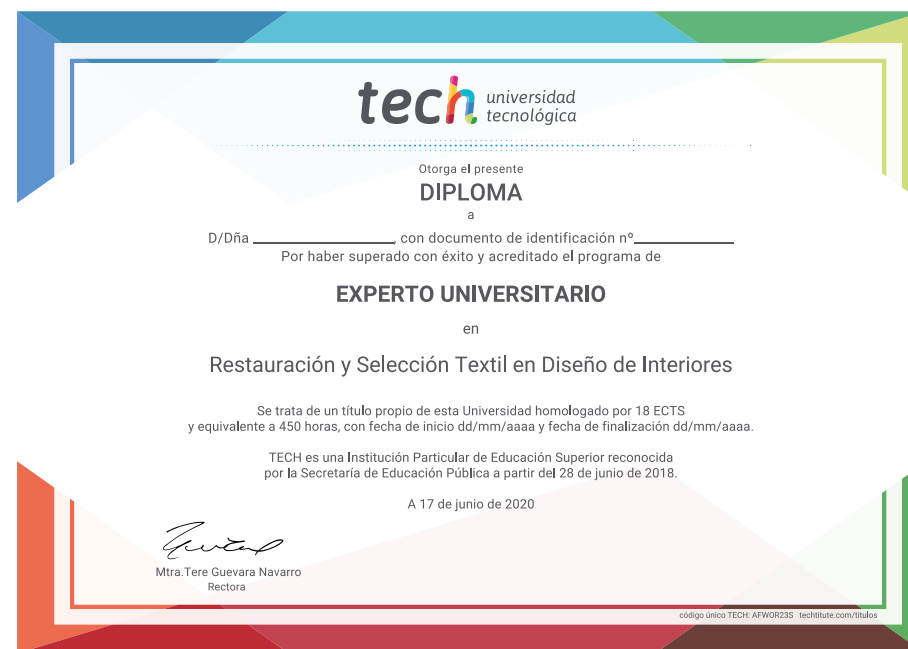 tech universidad
tecnológica
Otorga el presente
DIPLOMA
a
D/Dña ____________, con documento de identificación nº____________
Por haber superado con éxito y acreditado el programa de
EXPERTO UNIVERSITARIO
en
Restauración y Selección Textil en Diseño de Interiores
Se trata de un título propio de esta Universidad homologado por 18 ECTS
y equivalente a 450 horas, con fecha de inicio dd/mm/aaaa y fecha de finalización dd/mm/aaaa.
TECH es una Institución Particular de Educación Superior reconocida
por la Secretaría de Educación Pública a partir del 28 de junio de 2018.
A 17 de junio de 2020
Mtra.Tere Guevara Navarro
Rectora
código único TECH: AFWOR23S techtitute.com/titulos